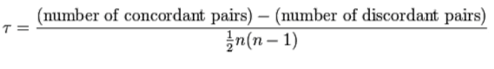 τ = (number of concordant pairs) − (number of discordant pairs)
½n(n − 1)